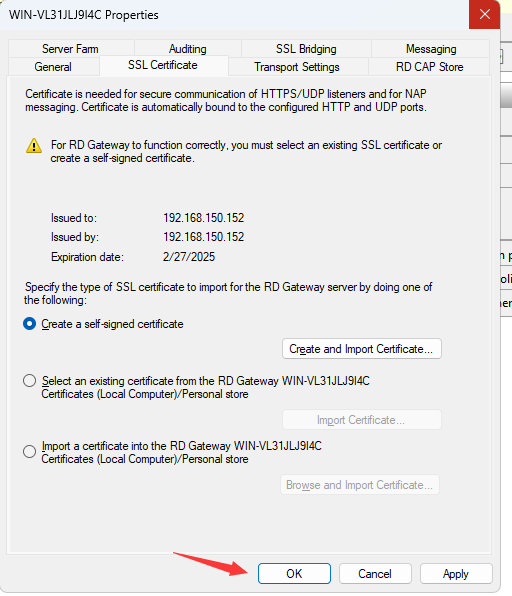 WIN-VL31JLJ9I4C Properties
Server Farm
Auditing
SSL Bridging
Messaging
General
SSL Certificate
Transport Settings
RD CAP Store
Certificate is needed for secure communication of HTTPS/UDP listeners and for NAP
messaging. Certificate is automatically bound to the configured HTTP and UDP ports.
For RD Gateway to function correctly, you must select an existing SSL certificate or
create a self-signed certificate.
Issued to: 192.168.150.152
Issued by: 192.168.150.152
Expiration date: 2/27/2025
Specify the type of SSL certificate to import for the RD Gateway server by doing one of
the following:
Create a self-signed certificate
Create and Import Certificate...
Select an existing certificate from the RD Gateway WIN-VL31JLJ9I4C
Certificates (Local Computer)/Personal store
Import Certificate...
Import a certificate into the RD Gateway WIN-VL31JLJ9I4C
Certificates (Local Computer)/Personal store
Browse and Import Certificate...
OK
Cancel
Apply